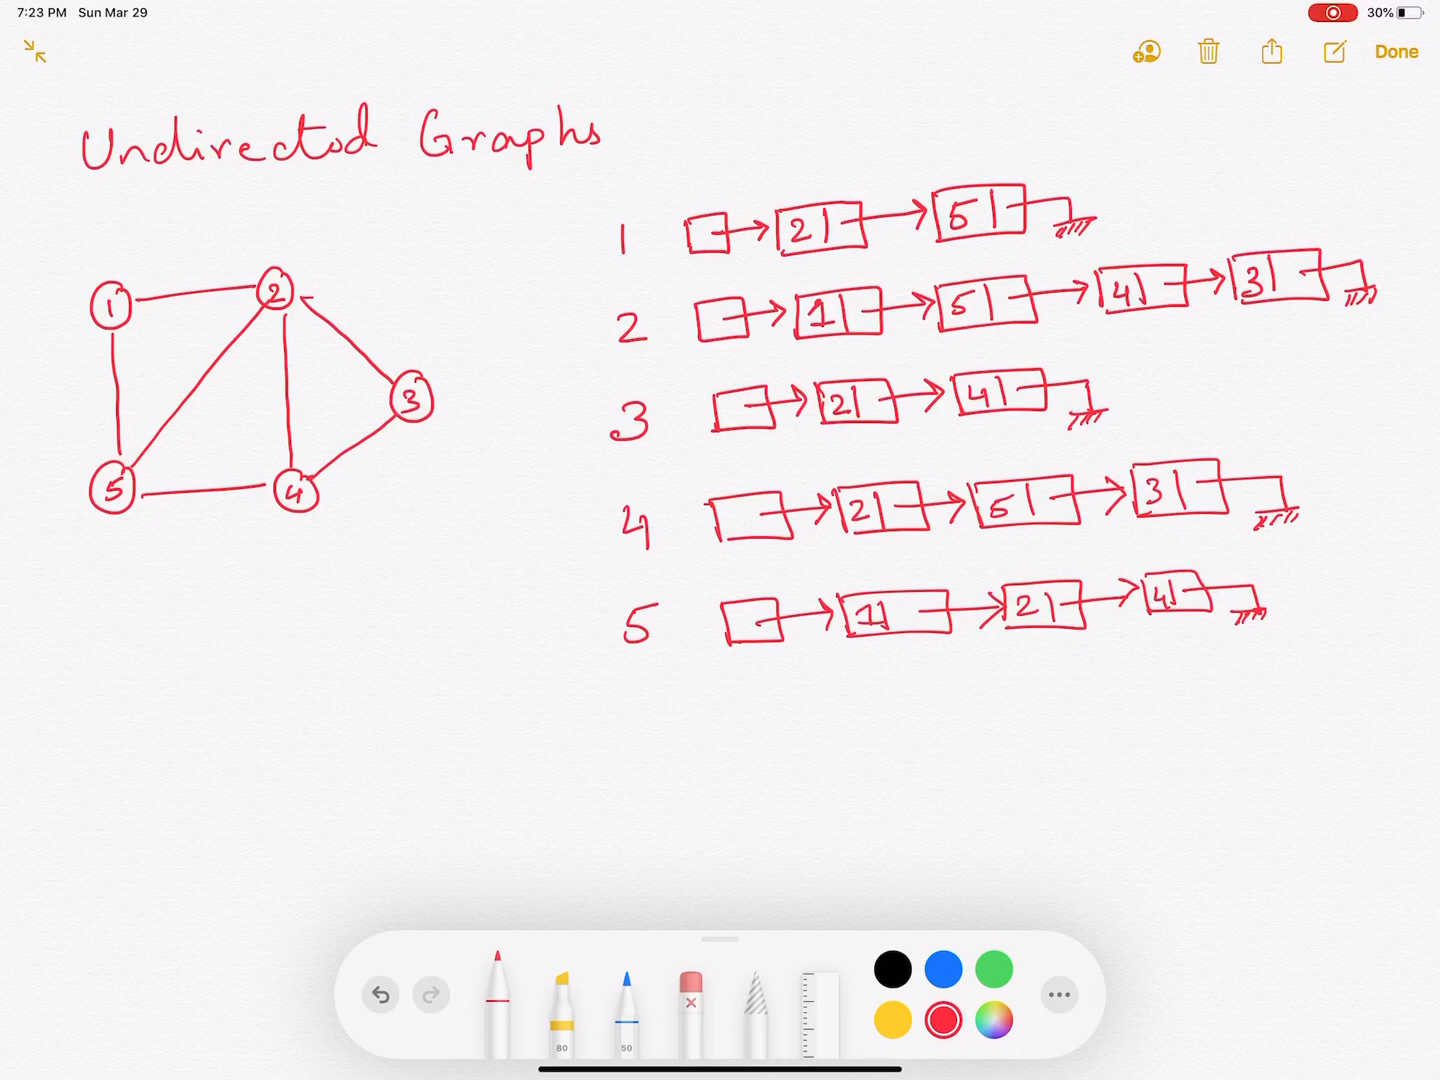 7:23 PM Sun Mar 29 30%
Done
Undirected Graphs
1 2 5
2 1 5 4 3
3 2 4
4 2 5 3
5 1 2 4
1 2
3
5 4
80 50